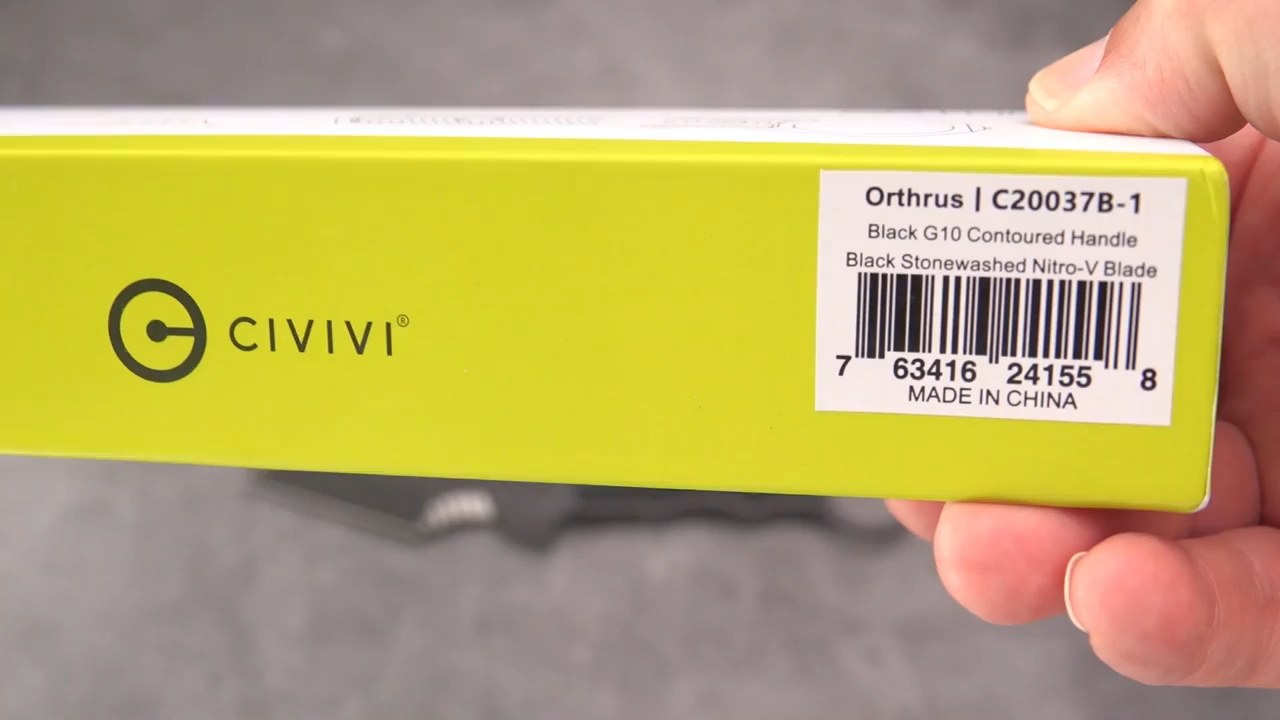 CIVIVI®
Orthrus | C20037B-1
Black G10 Contoured Handle
Black Stonewashed Nitro-V Blade
7 63416 24155 8
MADE IN CHINA